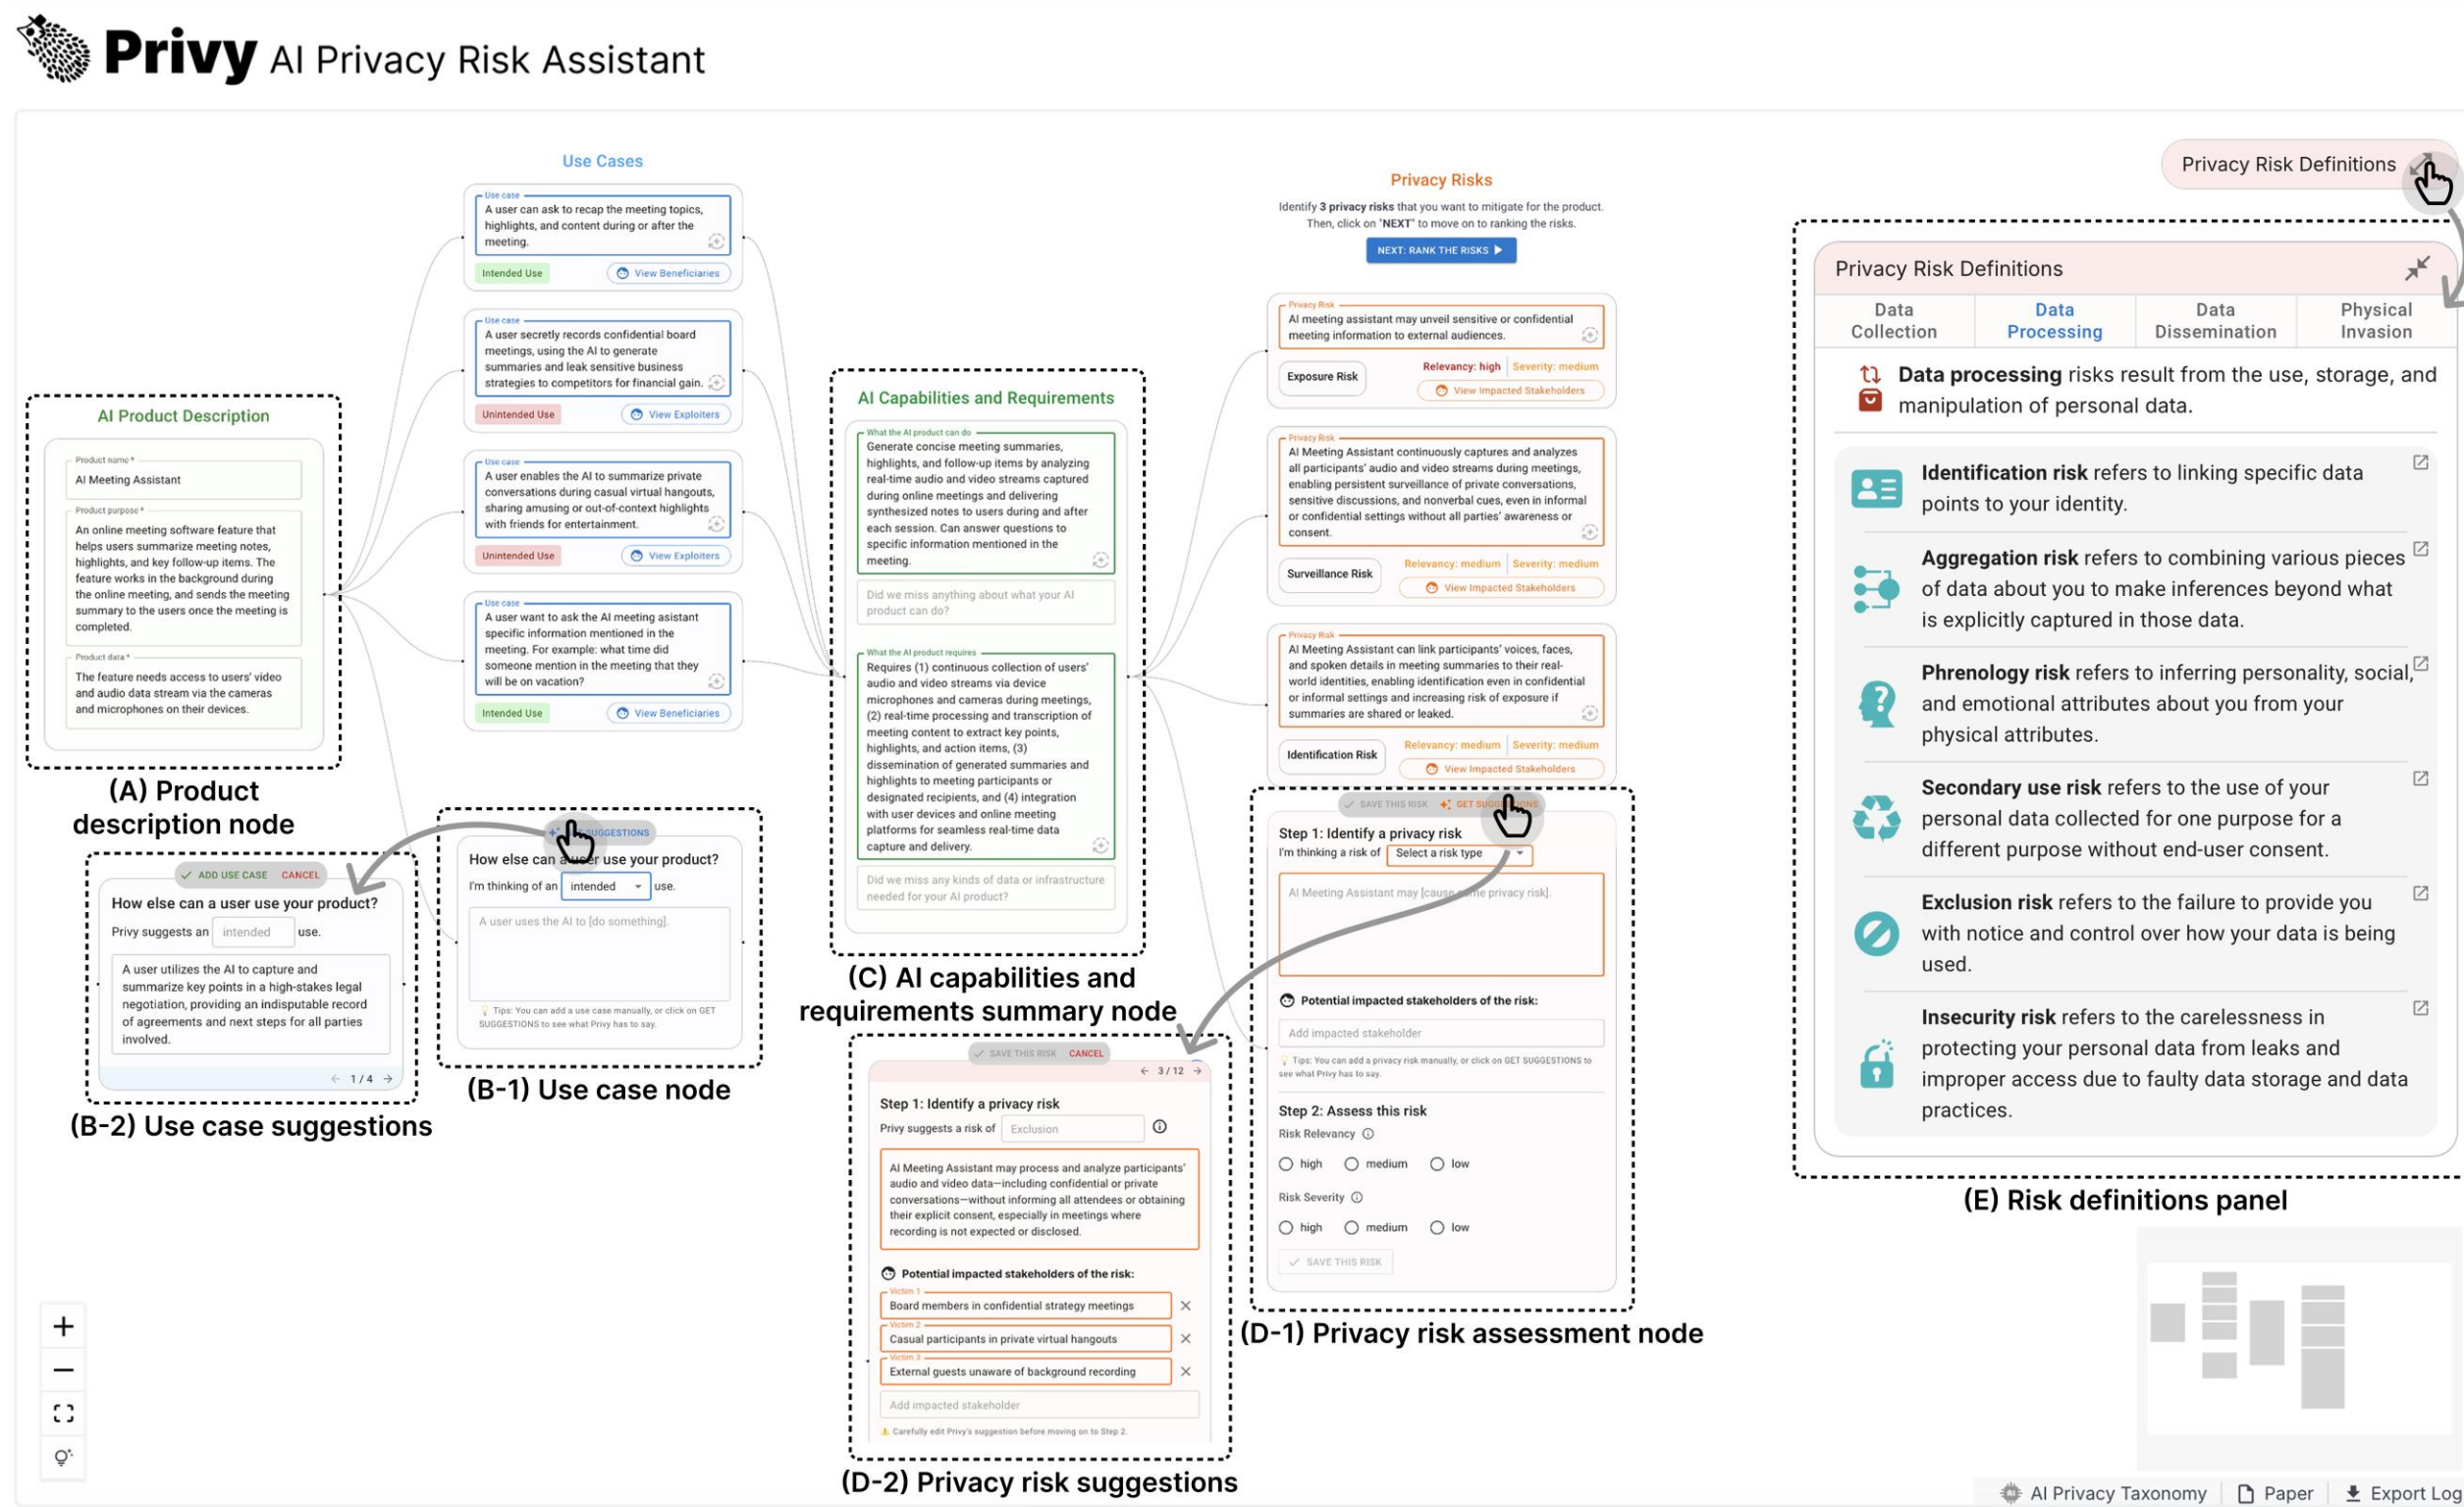 Privy AI Privacy Risk Assistant
AI Product Description
Product name *
AI Meeting Assistant
Product purpose *
An online meeting software feature that
helps users summarize meeting notes,
highlights, and key follow-up items. The
feature works in the background during
the online meeting, and sends the meeting
summary to the users once the meeting is
completed.
Product data *
The feature needs access to users' video
and audio data stream via the cameras
and microphones on their devices.
(A) Product
description node
Use Cases
Use case
A user can ask to recap the meeting topics,
highlights, and content during or after the
meeting.
Intended Use
View Beneficiaries
Use case
A user secretly records confidential board
meetings, using the AI to generate
summaries and leak sensitive business
strategies to competitors for financial gain.
Unintended Use
View Exploiters
Use case
A user enables the AI to summarize private
conversations during casual virtual hangouts,
sharing amusing or out-of-context highlights
with friends for entertainment.
Unintended Use
View Exploiters
Use case
A user want to ask the AI meeting asistant
specific information mentioned in the
meeting. For example: what time did
someone mention in the meeting that they
will be on vacation?
Intended Use
View Beneficiaries
SUGGESTIONS
How else can a user use your product?
I'm thinking of an intended use.
A user uses the AI to [do something].
Tips: You can add a use case manually, or click on GET
SUGGESTIONS to see what Privy has to say.
(B-1) Use case node
ADD USE CASE CANCEL
How else can a user use your product?
Privy suggests an intended use.
A user utilizes the AI to capture and
summarize key points in a high-stakes legal
negotiation, providing an indisputable record
of agreements and next steps for all parties
involved.
1 / 4
(B-2) Use case suggestions
AI Capabilities and Requirements
What the AI product can do
Generate concise meeting summaries,
highlights, and follow-up items by analyzing
real-time audio and video streams captured
during online meetings and delivering
synthesized notes to users during and after
each session. Can answer questions to
specific information mentioned in the
meeting.
Did we miss anything about what your AI
product can do?
What the AI product requires
Requires (1) continuous collection of users'
audio and video streams via device
microphones and cameras during meetings,
(2) real-time processing and transcription of
meeting content to extract key points,
highlights, and action items, (3)
dissemination of generated summaries and
highlights to meeting participants or
designated recipients, and (4) integration
with user devices and online meeting
platforms for seamless real-time data
capture and delivery.
Did we miss any kinds of data or infrastructure
needed for your AI product?
(C) AI capabilities and
requirements summary node
Privacy Risks
Identify 3 privacy risks that you want to mitigate for the product.
Then, click on "NEXT" to move on to ranking the risks.
NEXT: RANK THE RISKS
Privacy Risk
AI meeting assistant may unveil sensitive or confidential
meeting information to external audiences.
Exposure Risk
Relevancy: high Severity: medium
View Impacted Stakeholders
Privacy Risk
AI Meeting Assistant continuously captures and analyzes
all participants' audio and video streams during meetings,
enabling persistent surveillance of private conversations,
sensitive discussions, and nonverbal cues, even in informal
or confidential settings without all parties' awareness or
consent.
Surveillance Risk
Relevancy: medium Severity: medium
View Impacted Stakeholders
Privacy Risk
AI Meeting Assistant can link participants' voices, faces,
and spoken details in meeting summaries to their real-
world identities, enabling identification even in confidential
or informal settings and increasing risk of exposure if
summaries are shared or leaked.
Identification Risk
Relevancy: medium Severity: medium
View Impacted Stakeholders
SAVE THIS RISK GET SUGGESTIONS
Step 1: Identify a privacy risk
I'm thinking a risk of Select a risk type
AI Meeting Assistant may [cause some privacy risk].
Potential impacted stakeholders of the risk:
Add impacted stakeholder
Tips: You can add a privacy risk manually, or click on GET SUGGESTIONS to
see what Privy has to say.
Step 2: Assess this risk
Risk Relevancy
high medium low
Risk Severity
high medium low
SAVE THIS RISK
(D-1) Privacy risk assessment node
SAVE THIS RISK CANCEL
3 / 12
Step 1: Identify a privacy risk
Privy suggests a risk of Exclusion
AI Meeting Assistant may process and analyze participants'
audio and video data—including confidential or private
conversations—without informing all attendees or obtaining
their explicit consent, especially in meetings where
recording is not expected or disclosed.
Potential impacted stakeholders of the risk:
Victim 1
Board members in confidential strategy meetings
Victim 2
Casual participants in private virtual hangouts
Victim 3
External guests unaware of background recording
Add impacted stakeholder
Carefully edit Privy's suggestion before moving on to Step 2.
(D-2) Privacy risk suggestions
Privacy Risk Definitions
Privacy Risk Definitions
Data
Collection
Data
Processing
Data
Dissemination
Physical
Invasion
Data processing risks result from the use, storage, and
manipulation of personal data.
Identification risk refers to linking specific data
points to your identity.
Aggregation risk refers to combining various pieces
of data about you to make inferences beyond what
is explicitly captured in those data.
Phrenology risk refers to inferring personality, social,
and emotional attributes about you from your
physical attributes.
Secondary use risk refers to the use of your
personal data collected for one purpose for a
different purpose without end-user consent.
Exclusion risk refers to the failure to provide you
with notice and control over how your data is being
used.
Insecurity risk refers to the carelessness in
protecting your personal data from leaks and
improper access due to faulty data storage and data
practices.
(E) Risk definitions panel
AI Privacy Taxonomy
Paper
Export Log